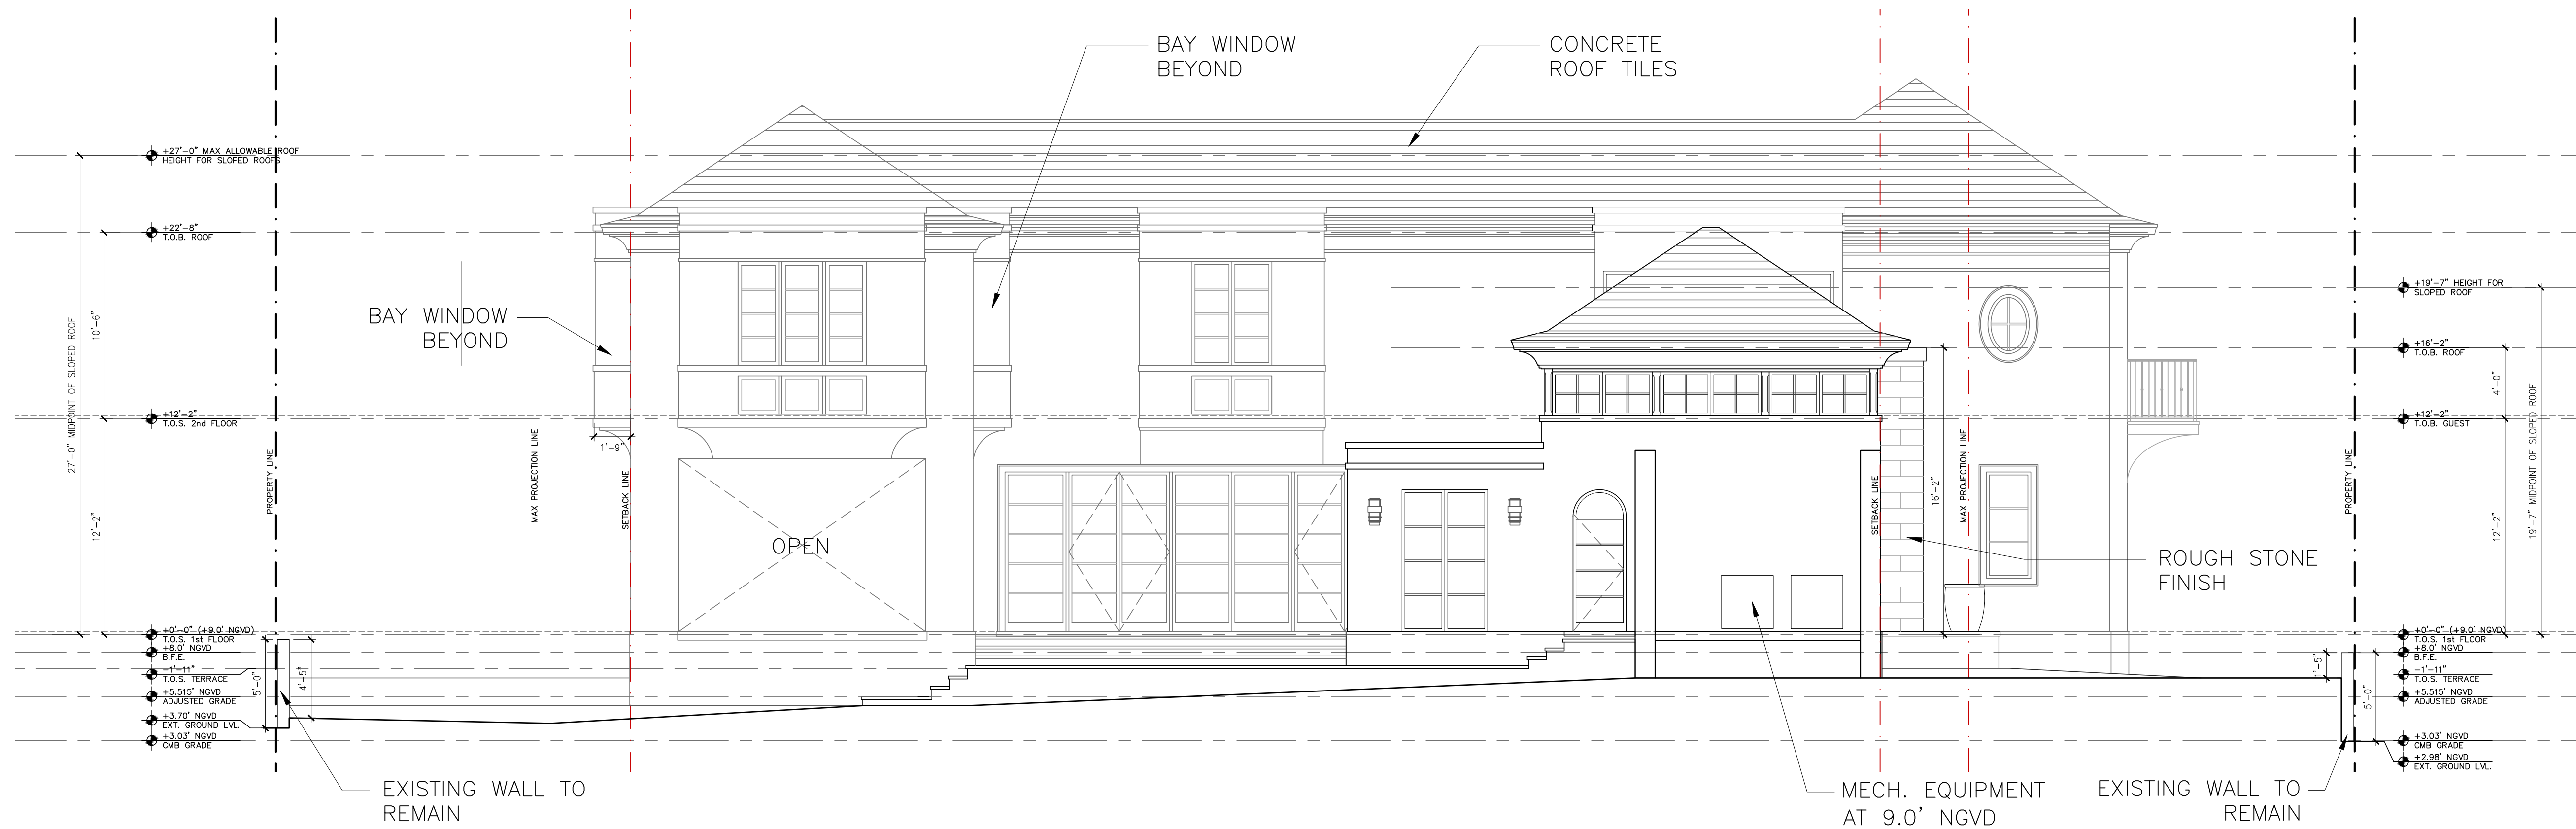 BAY WINDOW
BEYOND
CONCRETE
ROOF TILES
+27'-0" MAX ALLOWABLE ROOF
HEIGHT FOR SLOPED ROOFS
+22'-8"
T.O.B. ROOF
BAY WINDOW
BEYOND
27'-0" MIDPOINT OF SLOPED ROOF
10'-6"
12'-2"
+12'-2"
T.O.S. 2nd FLOOR
1'-9"
PROPERTY LINE
MAX PROJECTION LINE
SETBACK LINE
OPEN
+0'-0" (+9.0' NGVD)
T.O.S. 1st FLOOR
+8.0' NGVD
B.F.E.
-1'-11"
T.O.S. TERRACE
+5.515' NGVD
ADJUSTED GRADE
+3.70' NGVD
EXT. GROUND LVL.
+3.03' NGVD
CMB GRADE
5'-0"
4'-5"
EXISTING WALL TO
REMAIN
SETBACK LINE
16'-2"
MAX PROJECTION LINE
PROPERTY LINE
ROUGH STONE
FINISH
MECH. EQUIPMENT
AT 9.0' NGVD
EXISTING WALL TO
REMAIN
+19'-7" HEIGHT FOR
SLOPED ROOF
+16'-2"
T.O.B. ROOF
4'-0"
+12'-2"
T.O.B. GUEST
12'-2"
19'-7" MIDPOINT OF SLOPED ROOF
1'-5"
5'-0"
+0'-0" (+9.0' NGVD)
T.O.S. 1st FLOOR
+8.0' NGVD
B.F.E.
-1'-11"
T.O.S. TERRACE
+5.515' NGVD
ADJUSTED GRADE
+3.03' NGVD
CMB GRADE
+2.98' NGVD
EXT. GROUND LVL.